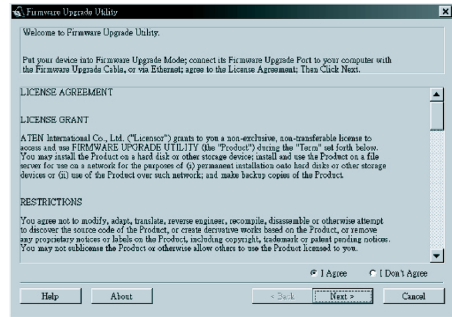 Firmware Upgrade Utility
Welcome to Firmware Upgrade Utility.
Put your device into Firmware Upgrade Mode; connect its Firmware Upgrade Port to your computer with
the Firmware Upgrade Cable, or via Ethernet; agree to the License Agreement; Then Click Next.
LICENSE AGREEMENT
LICENSE GRANT
ATEN International Co., Ltd. ("Licensor") grants to you a non-exclusive, non-transferable license to
access and use FIRMWARE UPGRADE UTILITY (the "Product") during the "Term" set forth below.
You may install the Product on a hard disk or other storage device; install and use the Product on a file
server for use on a network for the purposes of (i) permanent installation onto hard disks or other storage
devices or (ii) use of the Product over such network; and make backup copies of the Product.
RESTRICTIONS
You agree not to modify, adapt, translate, reverse engineer, recompile, disassemble or otherwise attempt
to discover the source code of the Product, or create derivative works based on the Product, or remove
any proprietary notices or labels on the Product, including copyright, trademark or patent pending notices.
You may not sublicense the Product or otherwise allow others to use the Product licensed to you.
I Agree I Don't Agree
Help About < Back Next > Cancel